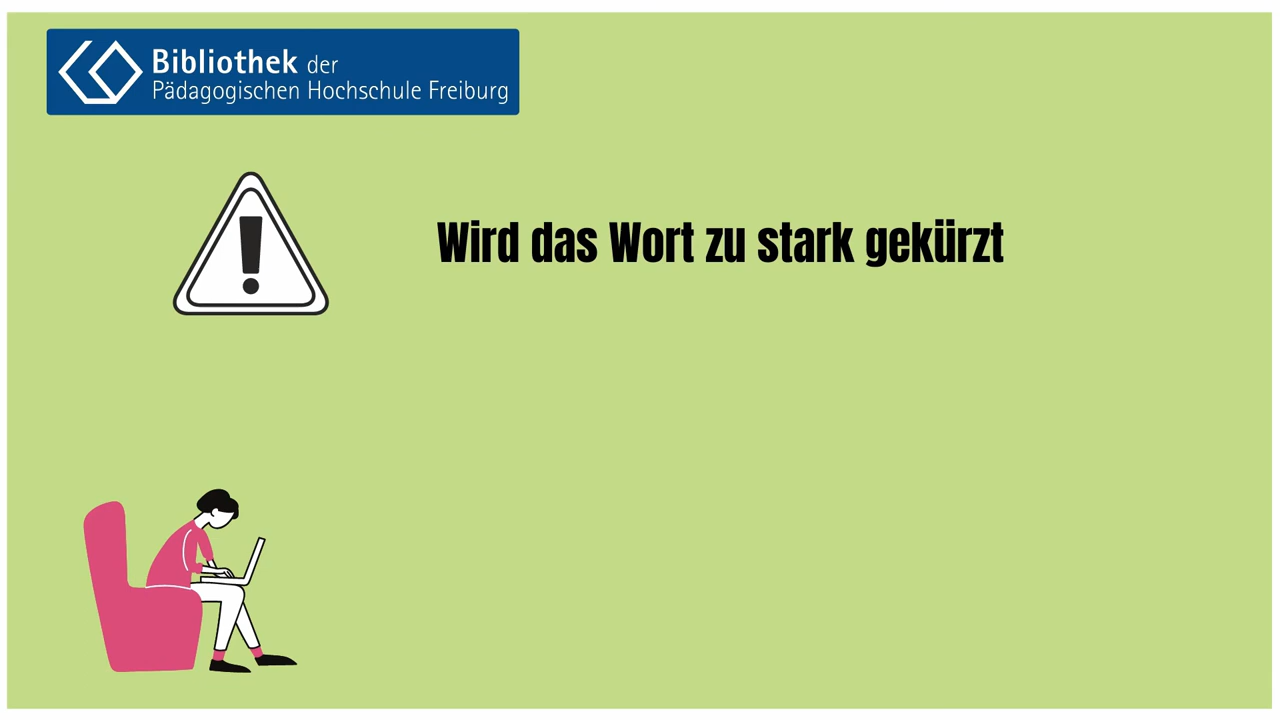 Bibliothek der
Pädagogischen Hochschule Freiburg
Wird das Wort zu stark gekürzt